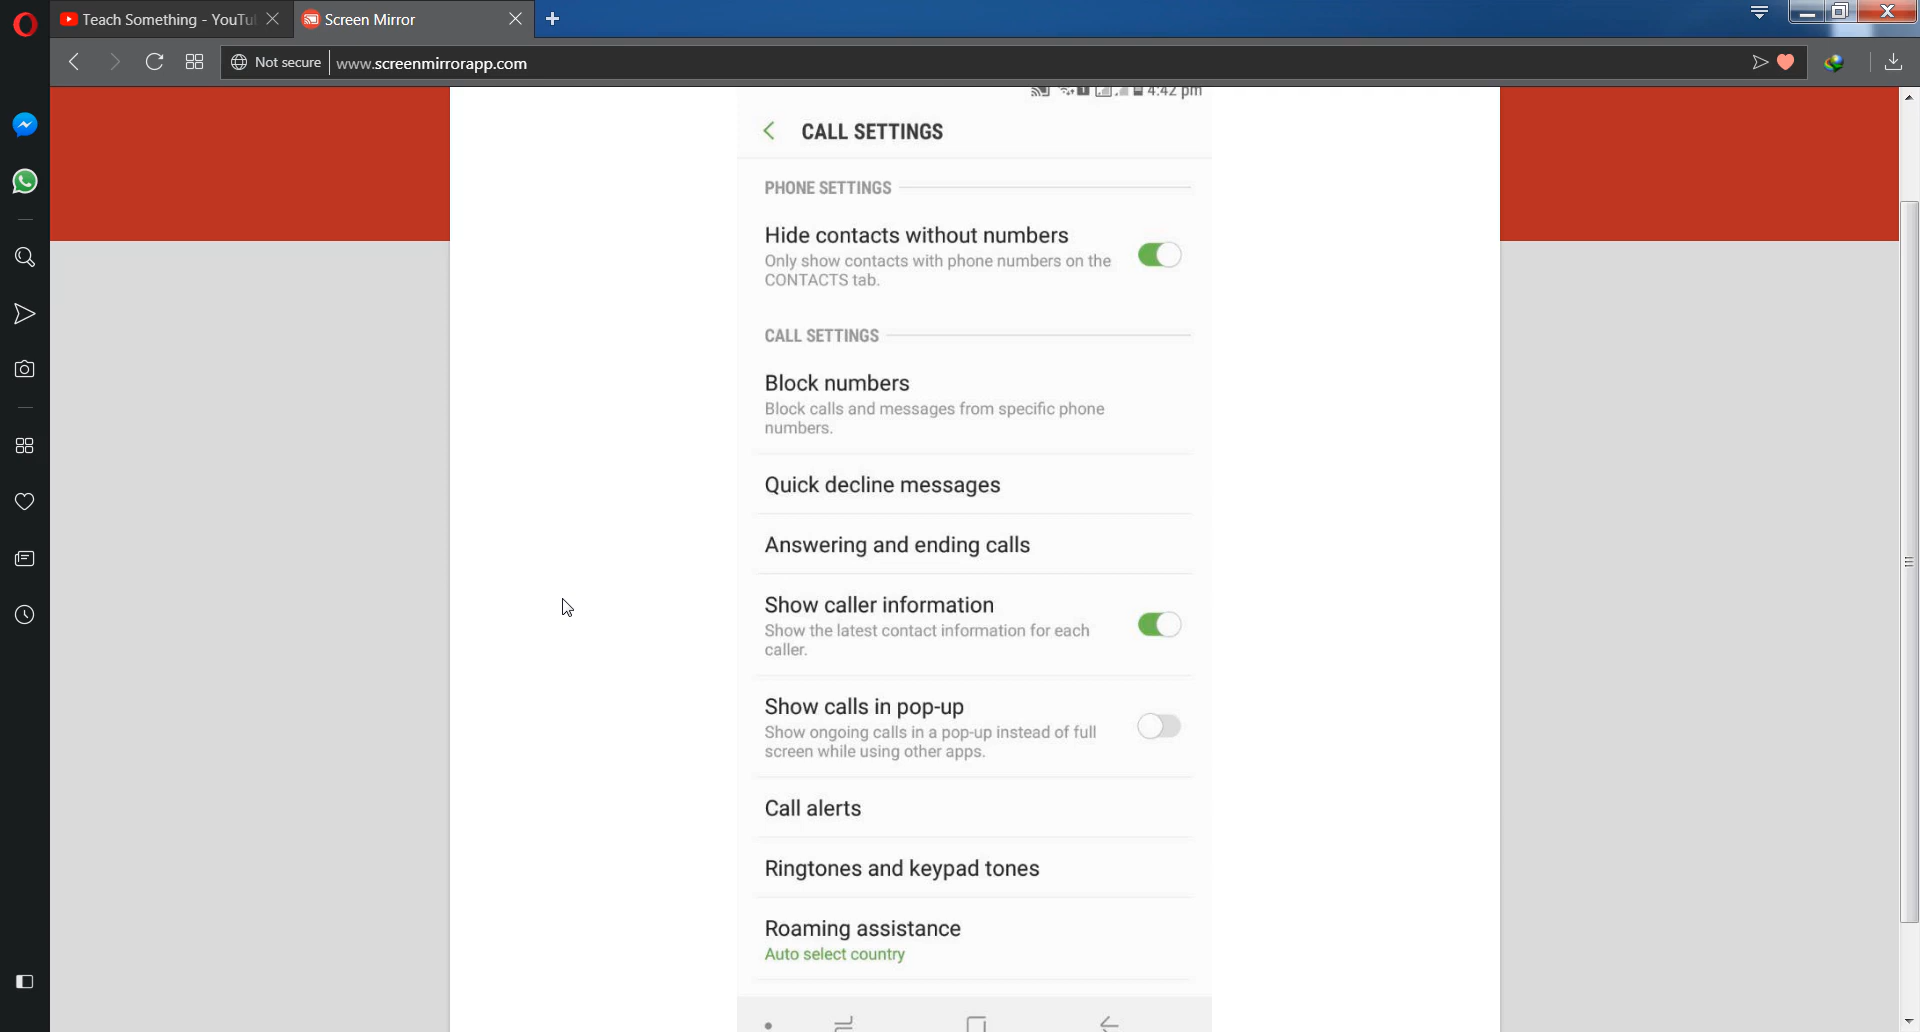 Teach Something - YouTu
Screen Mirror
Not secure
www.screenmirrorapp.com
4:42 pm
CALL SETTINGS
PHONE SETTINGS
Hide contacts without numbers
Only show contacts with phone numbers on the
CONTACTS tab.
CALL SETTINGS
Block numbers
Block calls and messages from specific phone
numbers.
Quick decline messages
Answering and ending calls
Show caller information
Show the latest contact information for each
caller.
Show calls in pop-up
Show ongoing calls in a pop-up instead of full
screen while using other apps.
Call alerts
Ringtones and keypad tones
Roaming assistance
Auto select country